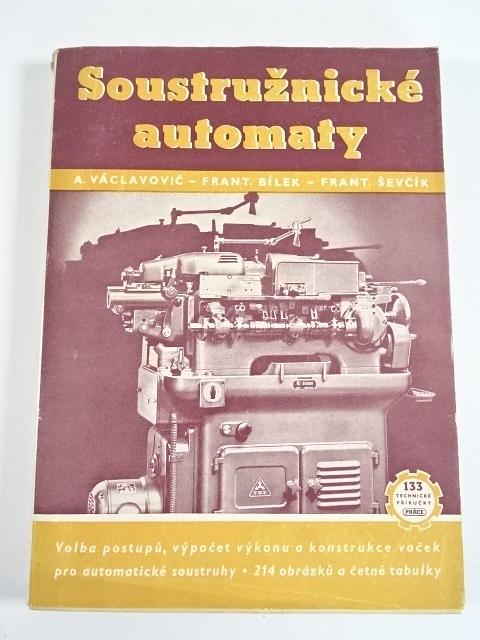 Soustružnické
automaty
A. VÁCLAVOVIČ – FRANT. BÍLEK – FRANT. ŠEVČÍK
TOS
133
TECHNICKÉ
PŘÍRUČKY
PRÁCE
Volba postupů, výpočet výkonu a konstrukce vaček
pro automatické soustruhy • 214 obrázků a četné tabulky